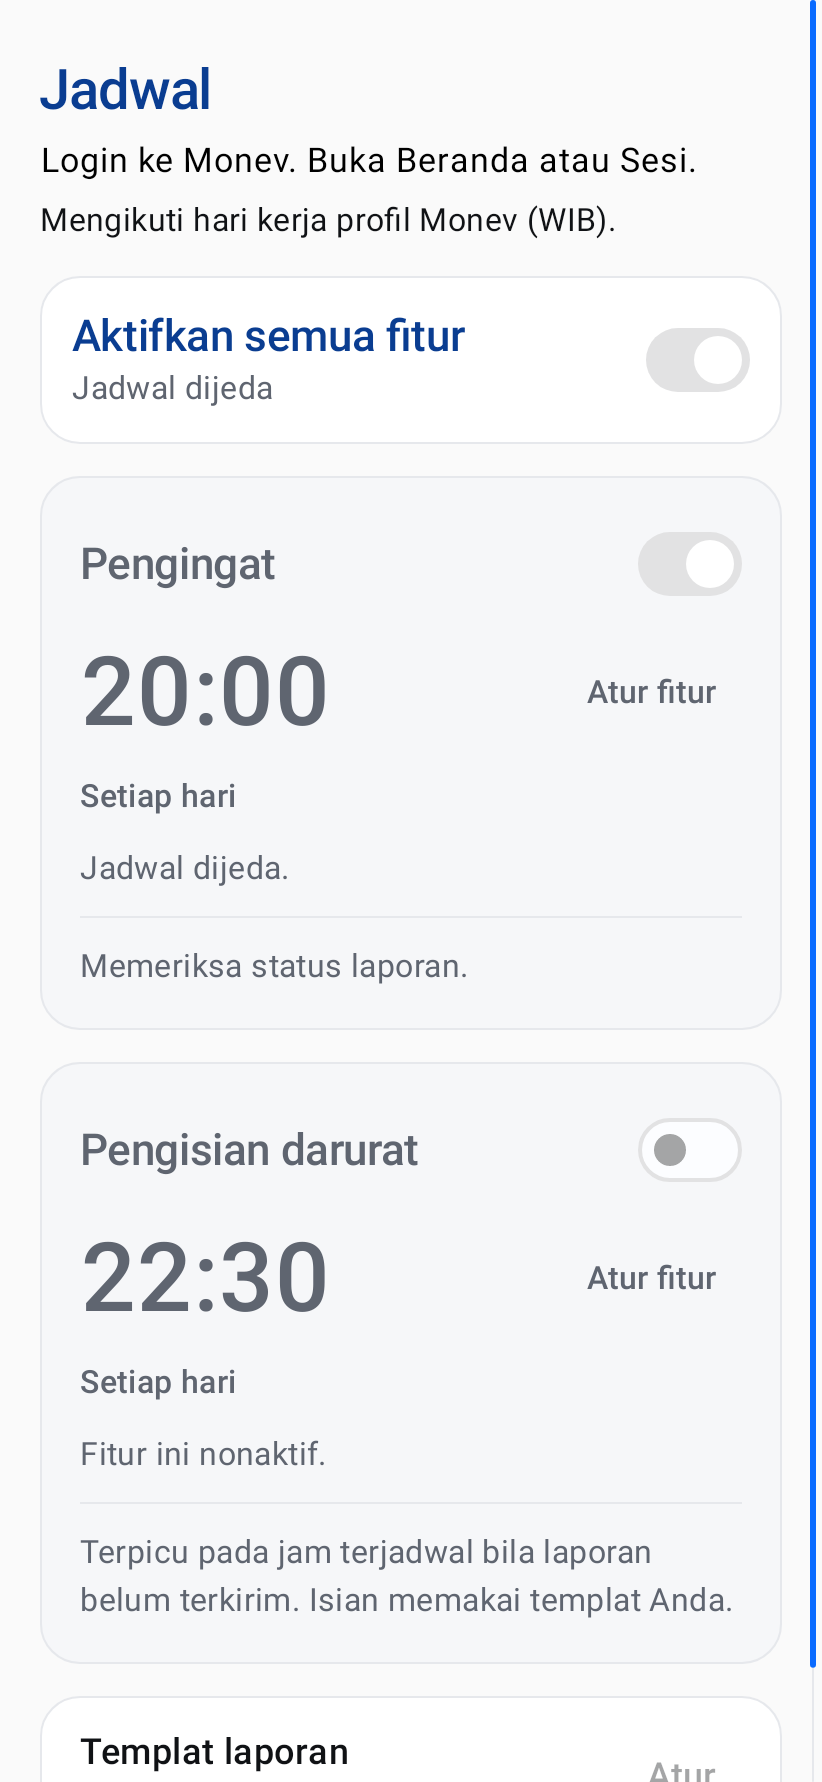 Jadwal
Login ke Monev. Buka Beranda atau Sesi.
Mengikuti hari kerja profil Monev (WIB).
Aktifkan semua fitur
Jadwal dijeda
Pengingat
20:00
Atur fitur
Setiap hari
Jadwal dijeda.
Memeriksa status laporan.
Pengisian darurat
22:30
Atur fitur
Setiap hari
Fitur ini nonaktif.
Terpicu pada jam terjadwal bila laporan
belum terkirim. Isian memakai templat Anda.
Templat laporan
Atur